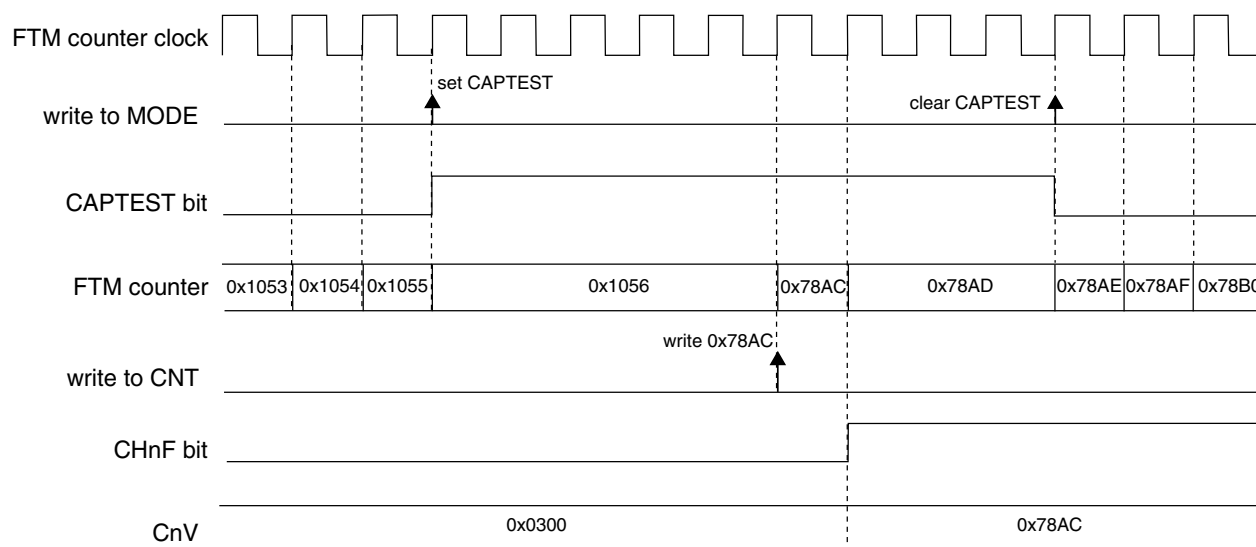 FTM counter clock
set CAPTEST
write to MODE
clear CAPTEST
CAPTEST bit
FTM counter
0x1053 0x1054 0x1055 0x1056 0x78AC 0x78AD 0x78AE 0x78AF 0x78B0
write 0x78AC
write to CNT
CHnF bit
CnV
0x0300 0x78AC